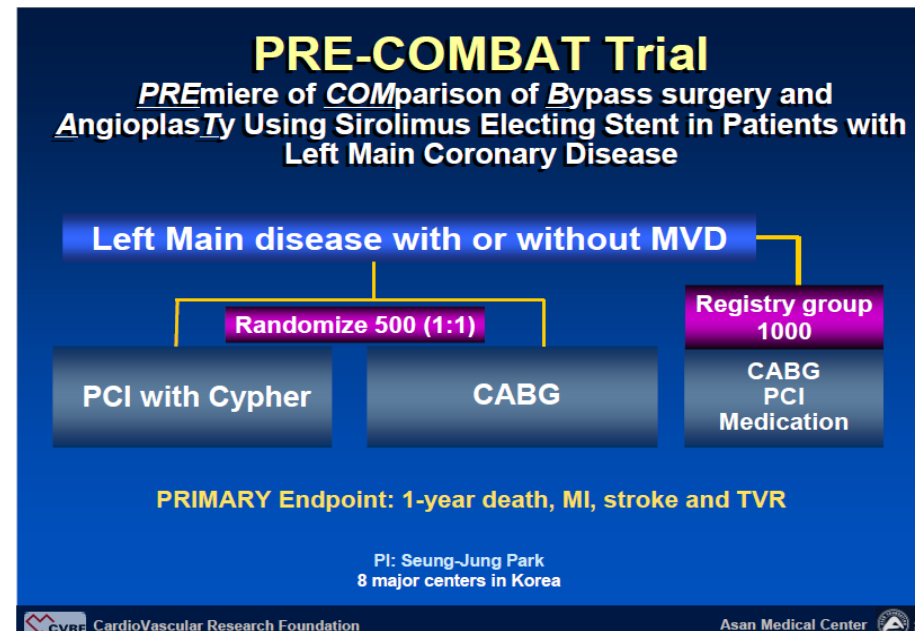 PRE-COMBAT Trial
PREmiere of COMparison of Bypass surgery and
AngioplasTy Using Sirolimus Electing Stent in Patients with
Left Main Coronary Disease
Left Main disease with or without MVD
Randomize 500 (1:1)
Registry group
1000
PCI with Cypher
CABG
CABG
PCI
Medication
PRIMARY Endpoint: 1-year death, MI, stroke and TVR
PI: Seung-Jung Park
8 major centers in Korea
CVRF CardioVascular Research Foundation
Asan Medical Center